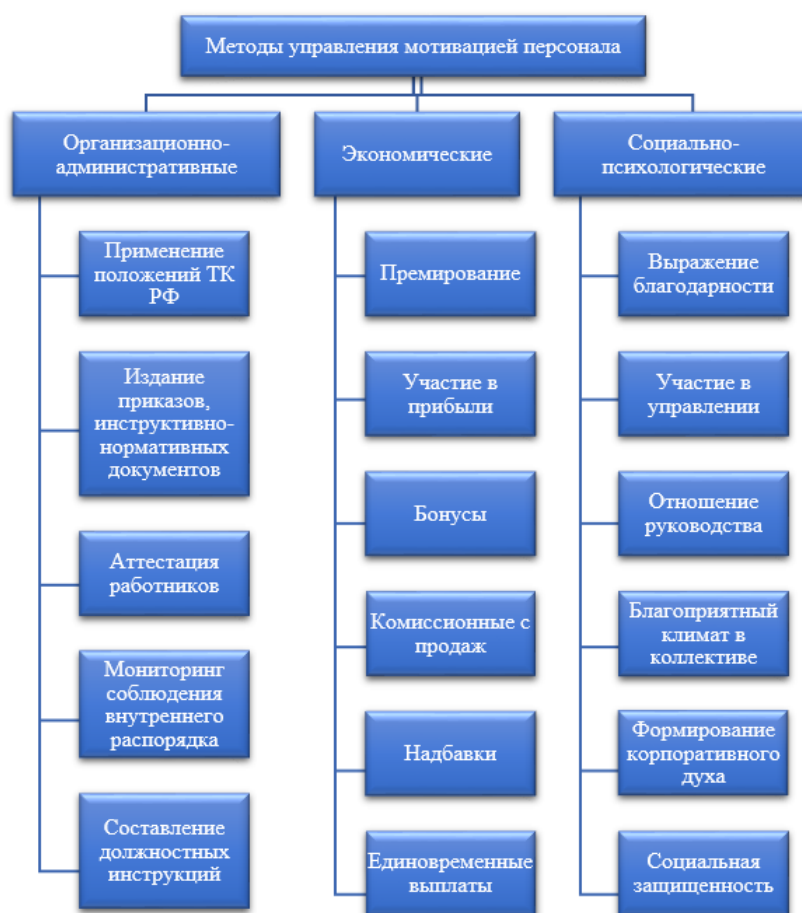 Методы управления мотивацией персонала
Организационно-
административные
Применение
положений ТК
РФ
Издание
приказов,
инструктивно-
нормативных
документов
Аттестация
работников
Мониторинг
соблюдения
внутреннего
распорядка
Составление
должностных
инструкций
Экономические
Премирование
Участие в
прибыли
Бонусы
Комиссионные с
продаж
Надбавки
Единовременные
выплаты
Социально-
психологические
Выражение
благодарности
Участие в
управлении
Отношение
руководства
Благоприятный
климат в
коллективе
Формирование
корпоративного
духа
Социальная
защищенность